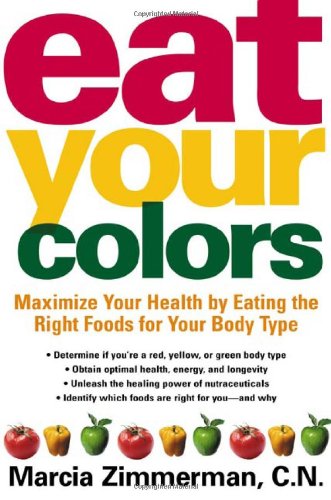 eat
your
colors
Maximize Your Health by Eating the
Right Foods for Your Body Type
• Determine if you're a red, yellow, or green body type
• Obtain optimal health, energy, and longevity
• Unleash the healing power of nutraceuticals
• Identify which foods are right for you—and why
Marcia Zimmerman, C.N.